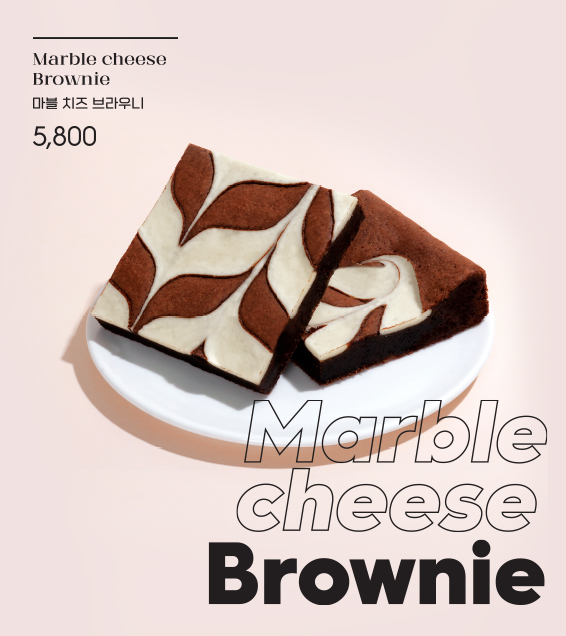 Marble cheese
Brownie
마블 치즈 브라우니
5,800
Marble
cheese
Brownie